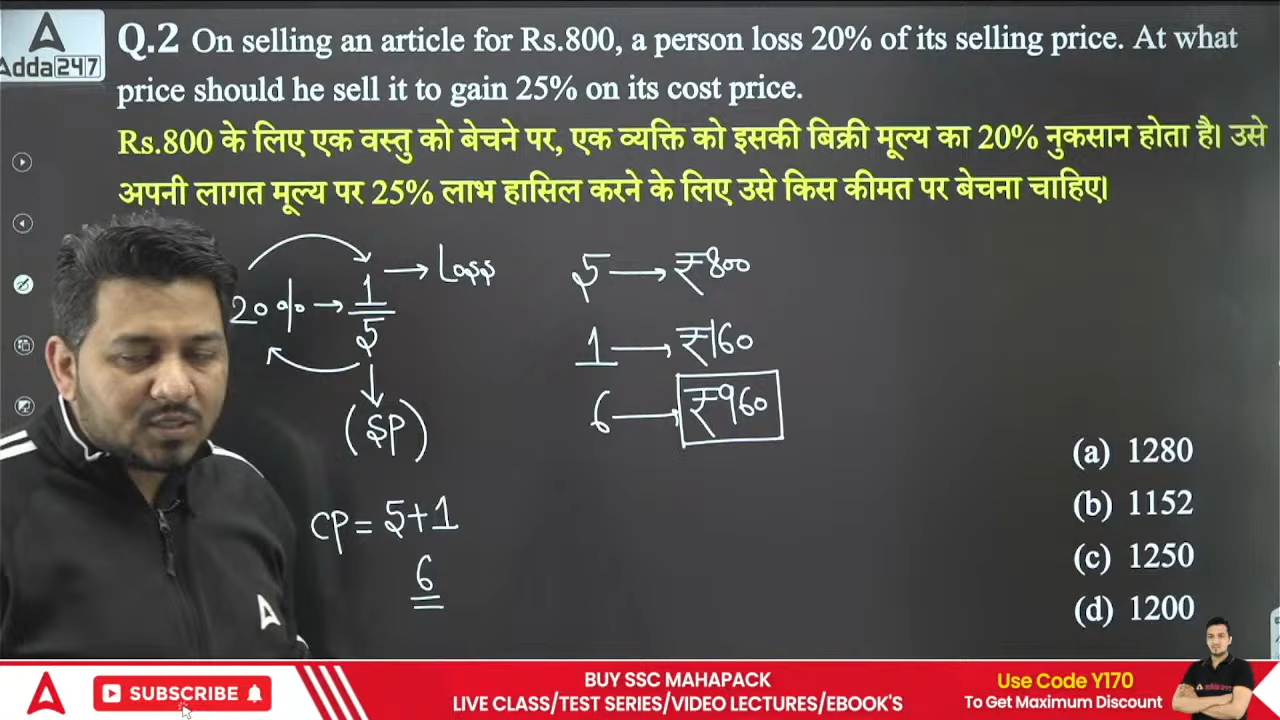 Adda247
Q.2 On selling an article for Rs.800, a person loss 20% of its selling price. At what
price should he sell it to gain 25% on its cost price.
Rs.800 के लिए एक वस्तु को बेचने पर, एक व्यक्ति को इसकी बिक्री मूल्य का 20% नुकसान होता है। उसे
अपनी लागत मूल्य पर 25% लाभ हासिल करने के लिए उसे किस कीमत पर बेचना चाहिए।
20% → 1/5 → Loss
(SP)
CP = 5+1
6
5 → ₹800
1 → ₹160
6 → ₹960
(a) 1280
(b) 1152
(c) 1250
(d) 1200
SUBSCRIBE
BUY SSC MAHAPACK
LIVE CLASS/TEST SERIES/VIDEO LECTURES/EBOOK'S
Use Code Y170
To Get Maximum Discount